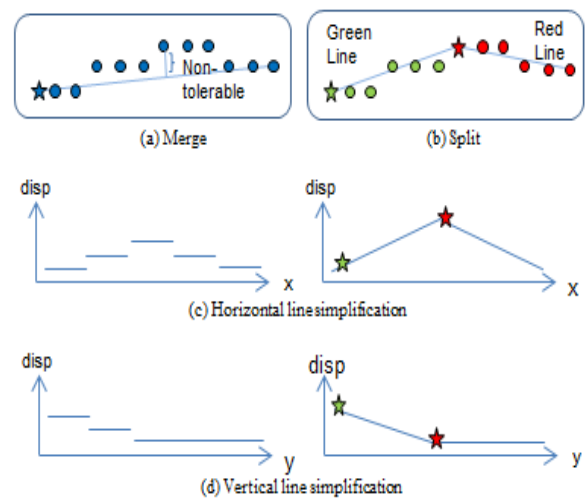 Non-
tolerable
}
(a) Merge
Green
Line
Red
Line
(b) Split
disp
x
disp
x
(c) Horizontal line simplification
disp
y
disp
y
(d) Vertical line simplification